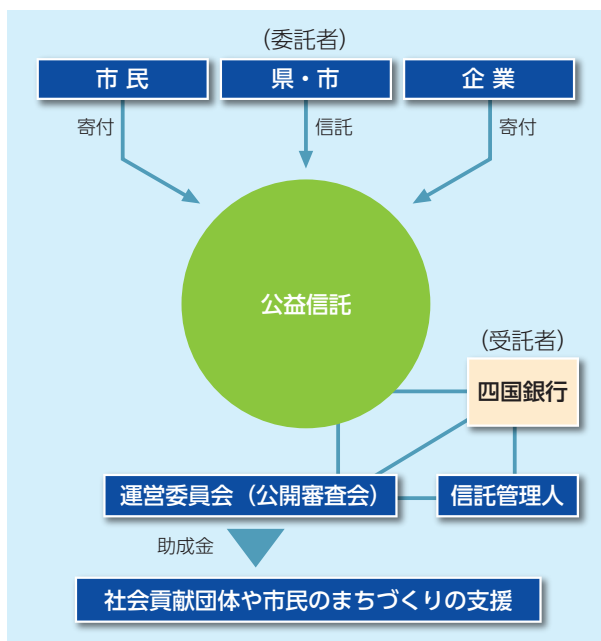 (委託者)
市 民
県・市
企 業
寄付
信託
寄付
公益信託
(受託者)
四国銀行
運営委員会（公開審査会）
信託管理人
助成金
社会貢献団体や市民のまちづくりの支援